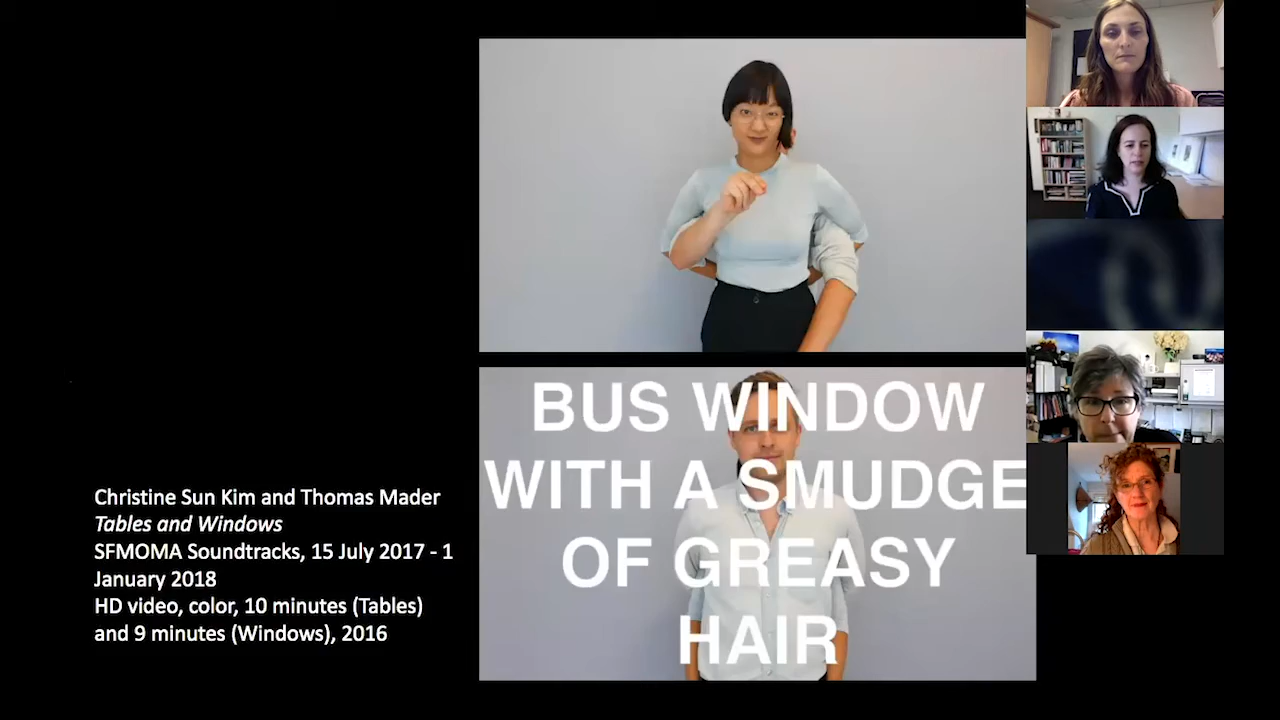 BUS WINDOW
WITH A SMUDGE
OF GREASY
HAIR
Christine Sun Kim and Thomas Mader
Tables and Windows
SFMOMA Soundtracks, 15 July 2017 - 1
January 2018
HD video, color, 10 minutes (Tables)
and 9 minutes (Windows), 2016